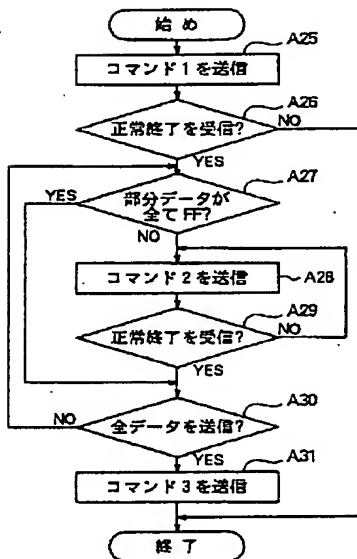 始め
A25
コマンド1を送信
A26
正常終了を受信?
NO
YES
A27
YES
部分データが
全てFF?
NO
コマンド2を送信
A28
A29
正常終了を受信?
NO
YES
A30
NO
全データを送信?
YES
A31
コマンド3を送信
終了